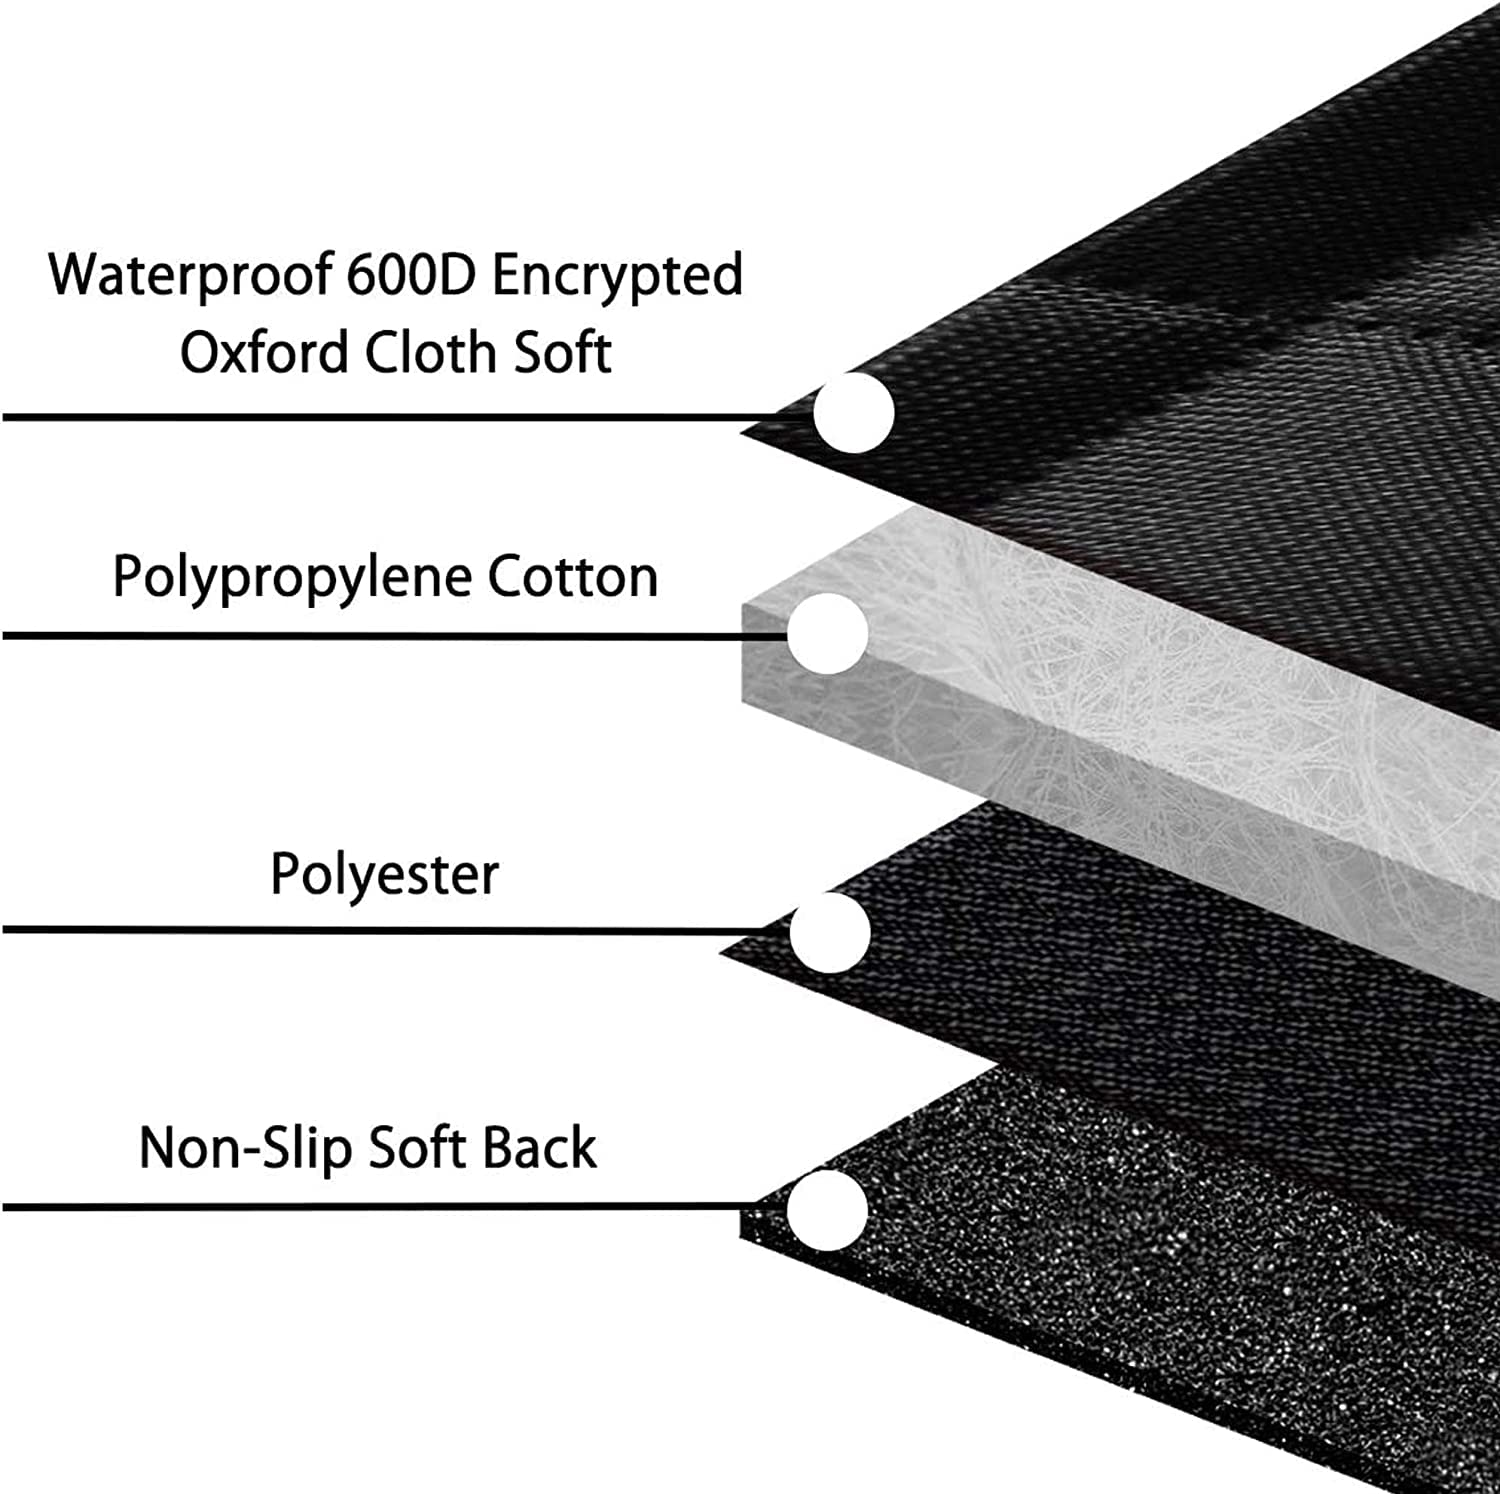 Waterproof 600D Encrypted
Oxford Cloth Soft
Polypropylene Cotton
Polyester
Non-Slip Soft Back